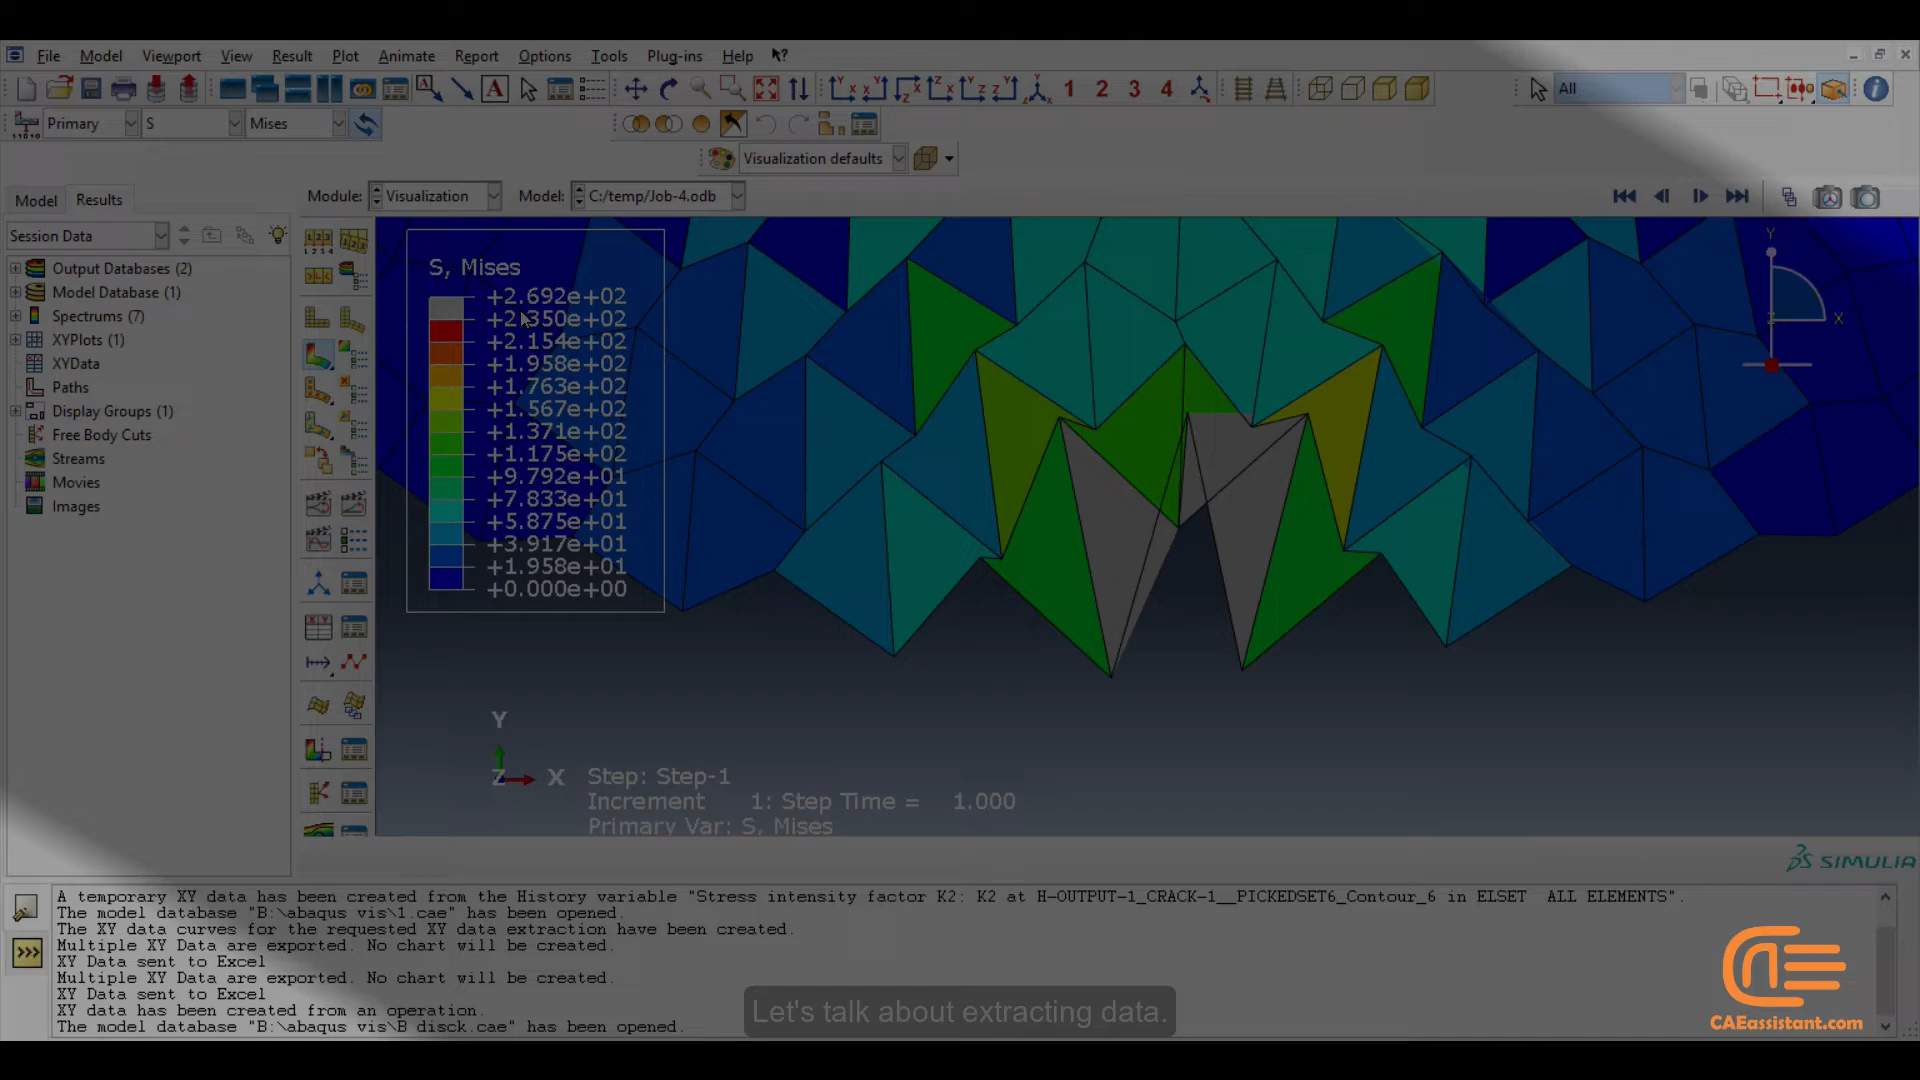 File Model Viewport View Result Plot Animate Report Options Tools Plug-ins Help
1 2 3 4
All
Primary S Mises
Visualization defaults
Model Results
Module: Visualization Model: C:/temp/Job-4.odb
Session Data
Output Databases (2)
Model Database (1)
Spectrums (7)
XYPlots (1)
XYData
Paths
Display Groups (1)
Free Body Cuts
Streams
Movies
Images
S, Mises
+2.692e+02
+2.350e+02
+2.154e+02
+1.958e+02
+1.763e+02
+1.567e+02
+1.371e+02
+1.175e+02
+9.792e+01
+7.833e+01
+5.875e+01
+3.917e+01
+1.958e+01
+0.000e+00
Y
Z X
Y
Z X
Step: Step-1
Increment 1: Step Time = 1.000
Primary Var: S, Mises
SIMULIA
A temporary XY data has been created from the History variable "Stress intensity factor K2: K2 at H-OUTPUT-1_CRACK-1__PICKEDSET6_Contour_6 in ELSET  ALL ELEMENTS".
The model database "B:\abaqus vis\1.cae" has been opened.
The XY data curves for the requested XY data extraction have been created.
Multiple XY Data are exported. No chart will be created.
XY Data sent to Excel
Multiple XY Data are exported. No chart will be created.
XY Data sent to Excel
XY data has been created from an operation.
The model database "B:\abaqus vis\B disck.cae" has been opened.
Let's talk about extracting data.
CAEassistant.com